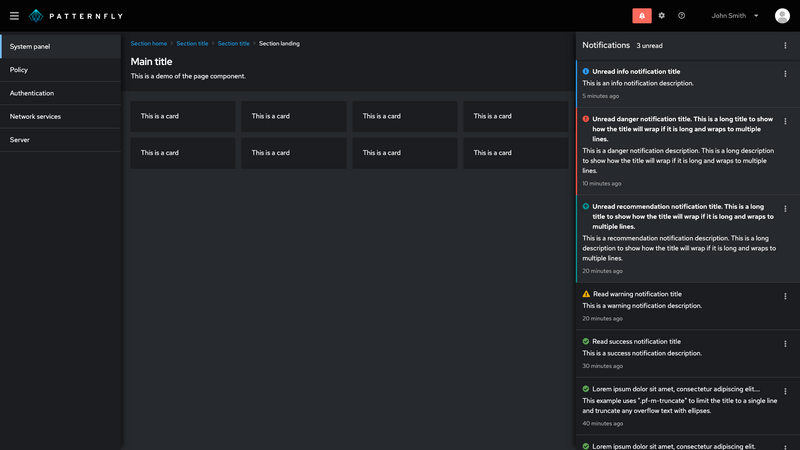 PATTERNFLY
John Smith
System panel
Policy
Authentication
Network services
Server
Section home > Section title > Section title > Section landing
Main title
This is a demo of the page component.
This is a card This is a card This is a card This is a card
This is a card This is a card This is a card This is a card
Notifications 3 unread
Unread info notification title
This is an info notification description.
5 minutes ago
Unread danger notification title. This is a long title to show
how the title will wrap if it is long and wraps to multiple
lines.
This is a danger notification description. This is a long description
to show how the title will wrap if it is long and wraps to multiple
lines.
10 minutes ago
Unread recommendation notification title. This is a long
title to show how the title will wrap if it is long and wraps to
multiple lines.
This is a recommendation notification description. This is a long
description to show how the title will wrap if it is long and wraps to
multiple lines.
20 minutes ago
Read warning notification title
This is a warning notification description.
20 minutes ago
Read success notification title
This is a success notification description.
30 minutes ago
Lorem ipsum dolor sit amet, consectetur adipiscing elit....
This example uses ".pf-m-truncate" to limit the title to a single line
and truncate any overflow text with ellipses.
40 minutes ago
Lorem ipsum dolor sit amet, consectetur adipiscing elit.